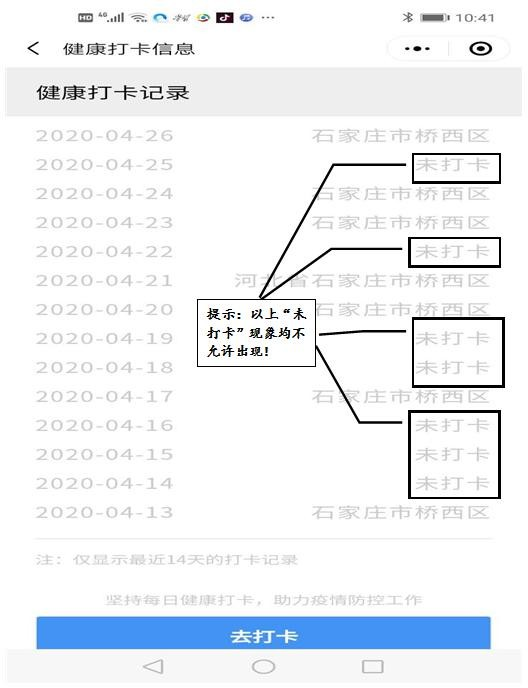 HD 4G 10:41
健康打卡信息
健康打卡记录
2020-04-26 石家庄市桥西区
2020-04-25 未打卡
2020-04-24 石家庄市桥西区
2020-04-23 石家庄市桥西区
2020-04-22 未打卡
2020-04-21 河北省石家庄市桥西区
2020-04-20 石家庄市桥西区
提示：以上“未
打卡”现象均不
允许出现!
2020-04-19 未打卡
2020-04-18 未打卡
2020-04-17 石家庄市桥西区
2020-04-16 未打卡
2020-04-15 未打卡
2020-04-14 未打卡
2020-04-13 石家庄市桥西区
注：仅显示最近14天的打卡记录
坚持每日健康打卡，助力疫情防控工作
去打卡